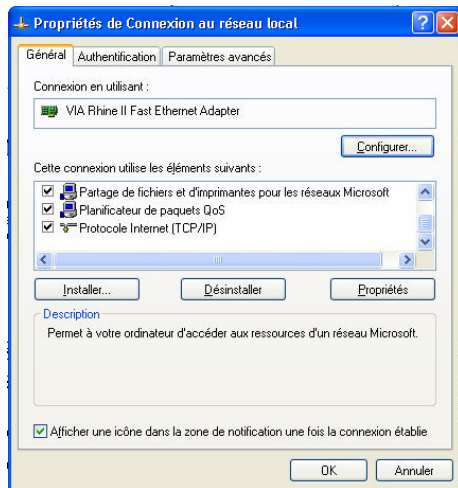 Propriétés de Connexion au réseau local
Général Authentification Paramètres avancés
Connexion en utilisant :
VIA Rhine II Fast Ethernet Adapter
Configurer...
Cette connexion utilise les éléments suivants :
Partage de fichiers et d'imprimantes pour les réseaux Microsoft
Planificateur de paquets QoS
Protocole Internet (TCP/IP)
Installer... Désinstaller Propriétés
Description
Permet à votre ordinateur d'accéder aux ressources d'un réseau Microsoft.
Afficher une icône dans la zone de notification une fois la connexion établie
OK Annuler